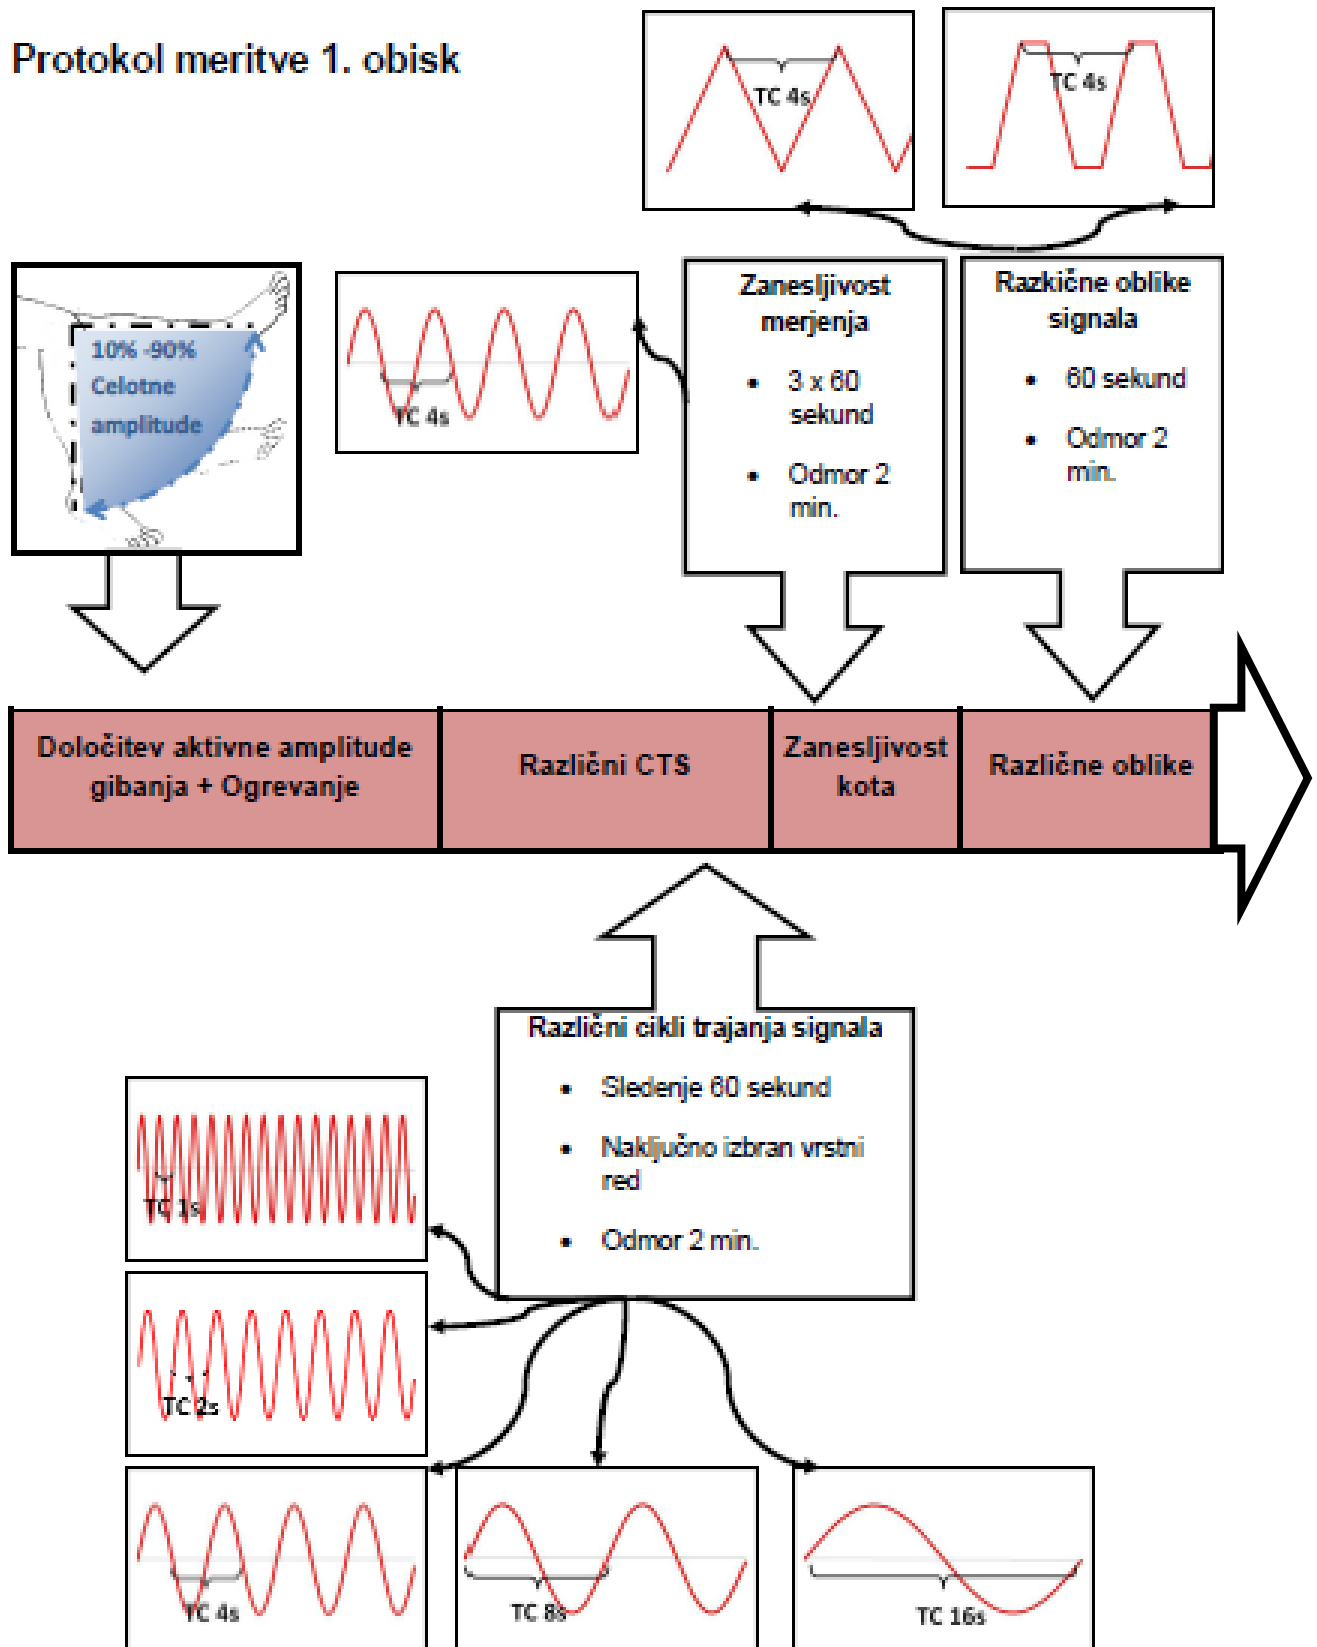 Protokol meritve 1. obisk
TC 4s
TC 4s
10% -90%
Celotne
amplitude
TC 4s
Zanesljivost
merjenja
• 3 x 60
sekund
• Odmor 2
min.
Razkične oblike
signala
• 60 sekund
• Odmor 2
min.
Določitev aktivne amplitude
gibanja + Ogrevanje
Različni CTS
Zanesljivost
kota
Različne oblike
Različni cikli trajanja signala
• Sledenje 60 sekund
• Naključno izbran vrstni
red
• Odmor 2 min.
TC 1s
TC 2s
TC 4s
TC 8s
TC 16s